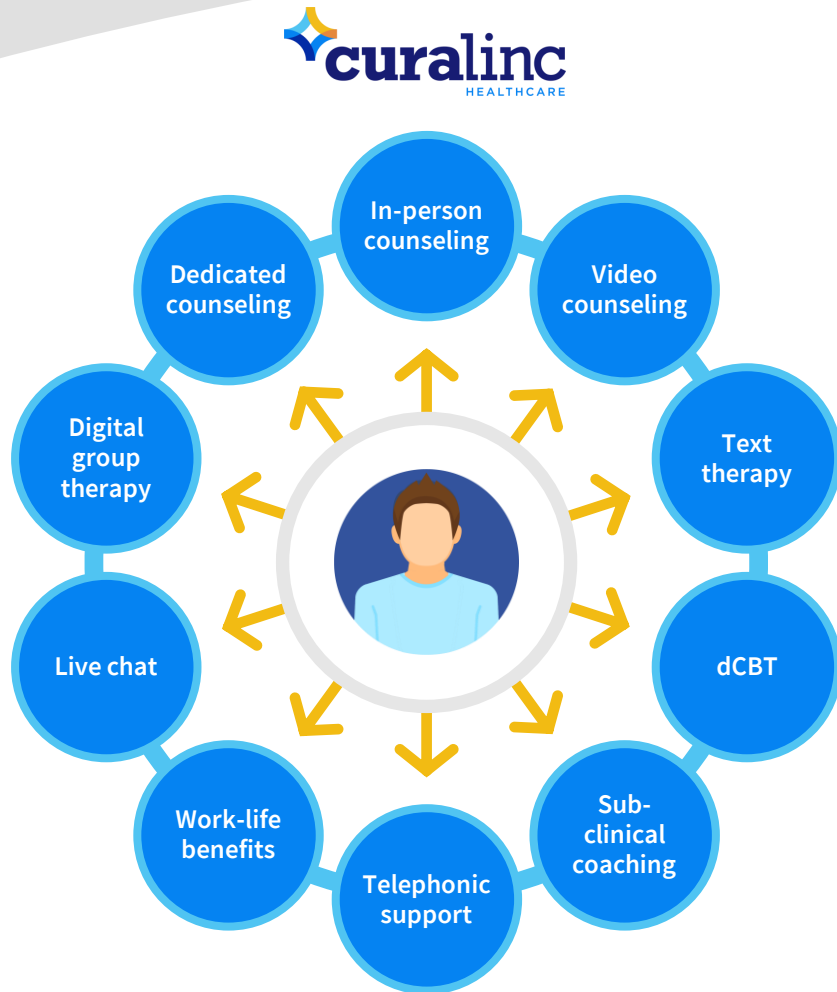 curalinc
HEALTHCARE
In-person
counseling
Video
counseling
Text
therapy
dCBT
Sub-
clinical
coaching
Telephonic
support
Work-life
benefits
Live chat
Digital
group
therapy
Dedicated
counseling